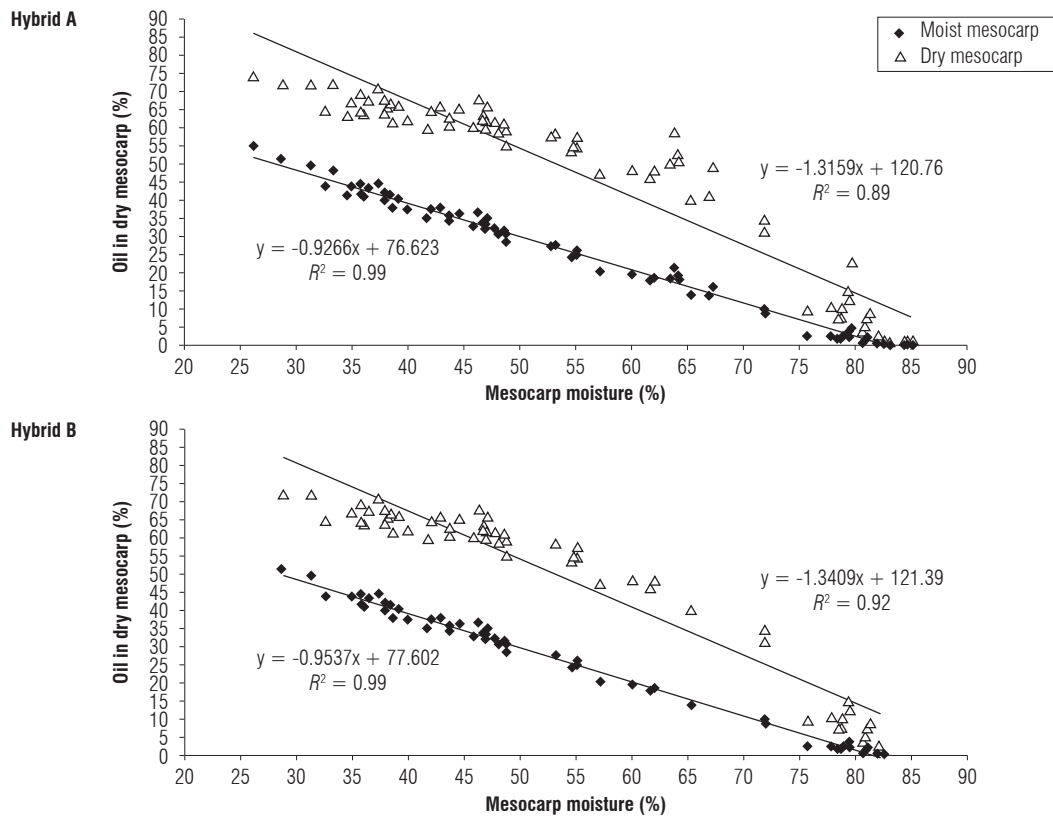 Hybrid A
Moist mesocarp
Dry mesocarp
Oil in dry mesocarp (%)
90
85
80
75
70
65
60
55
50
45
40
35
30
25
20
15
10
5
0
y = -1.3159x + 120.76
R² = 0.89
y = -0.9266x + 76.623
R² = 0.99
20 25 30 35 40 45 50 55 60 65 70 75 80 85 90
Mesocarp moisture (%)
Hybrid B
Oil in dry mesocarp (%)
90
85
80
75
70
65
60
55
50
45
40
35
30
25
20
15
10
5
0
y = -1.3409x + 121.39
R² = 0.92
y = -0.9537x + 77.602
R² = 0.99
20 25 30 35 40 45 50 55 60 65 70 75 80 85 90
Mesocarp moisture (%)